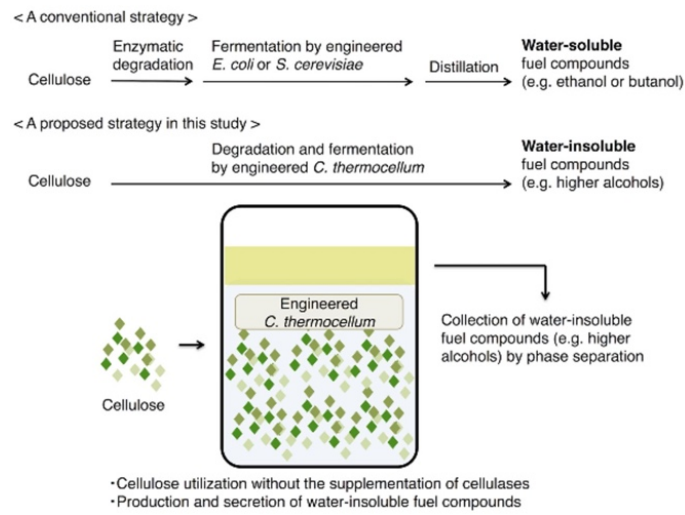 < A conventional strategy >
Enzymatic degradation
Fermentation by engineered E. coli or S. cerevisiae
Distillation
Cellulose
Water-soluble
fuel compounds
(e.g. ethanol or butanol)
< A proposed strategy in this study >
Degradation and fermentation
by engineered C. thermocellum
Cellulose
Water-insoluble
fuel compounds
(e.g. higher alcohols)
Engineered
C. thermocellum
Cellulose
Collection of water-insoluble
fuel compounds (e.g. higher
alcohols) by phase separation
・Cellulose utilization without the supplementation of cellulases
・Production and secretion of water-insoluble fuel compounds